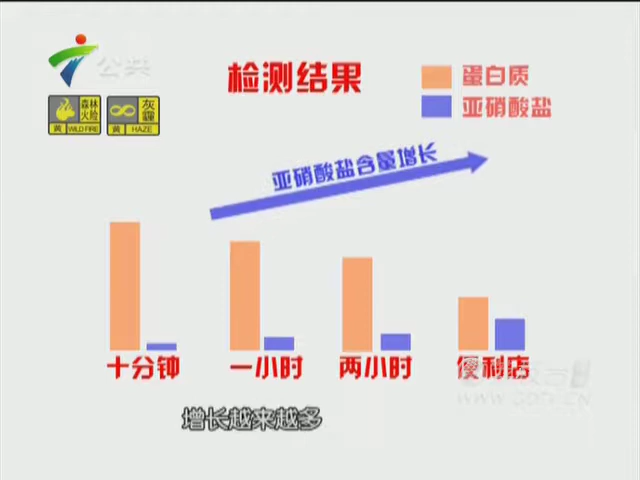 公共
检测结果
蛋白质
亚硝酸盐
森林火险
黄 WILD FIRE
灰霾
黄 HAZE
亚硝酸盐含量增长
十分钟
一小时
两小时
便利店
增长越来越多